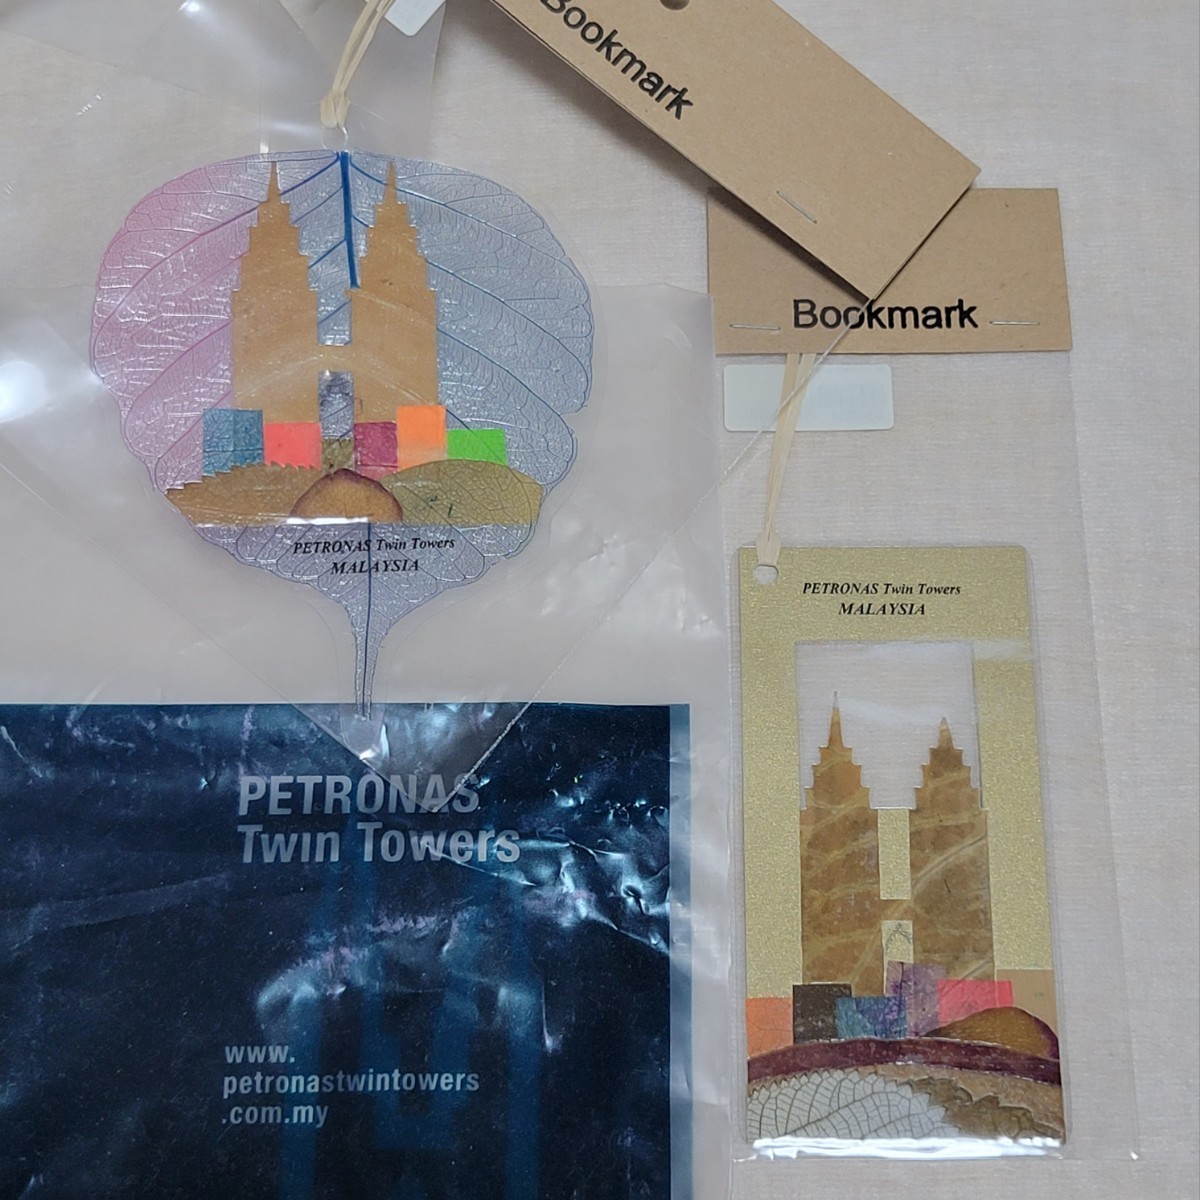 Bookmark
Bookmark
PETRONAS Twin Towers
MALAYSIA
PETRONAS Twin Towers
MALAYSIA
PETRONAS
Twin Towers
www.
petronastwintowers
.com.my